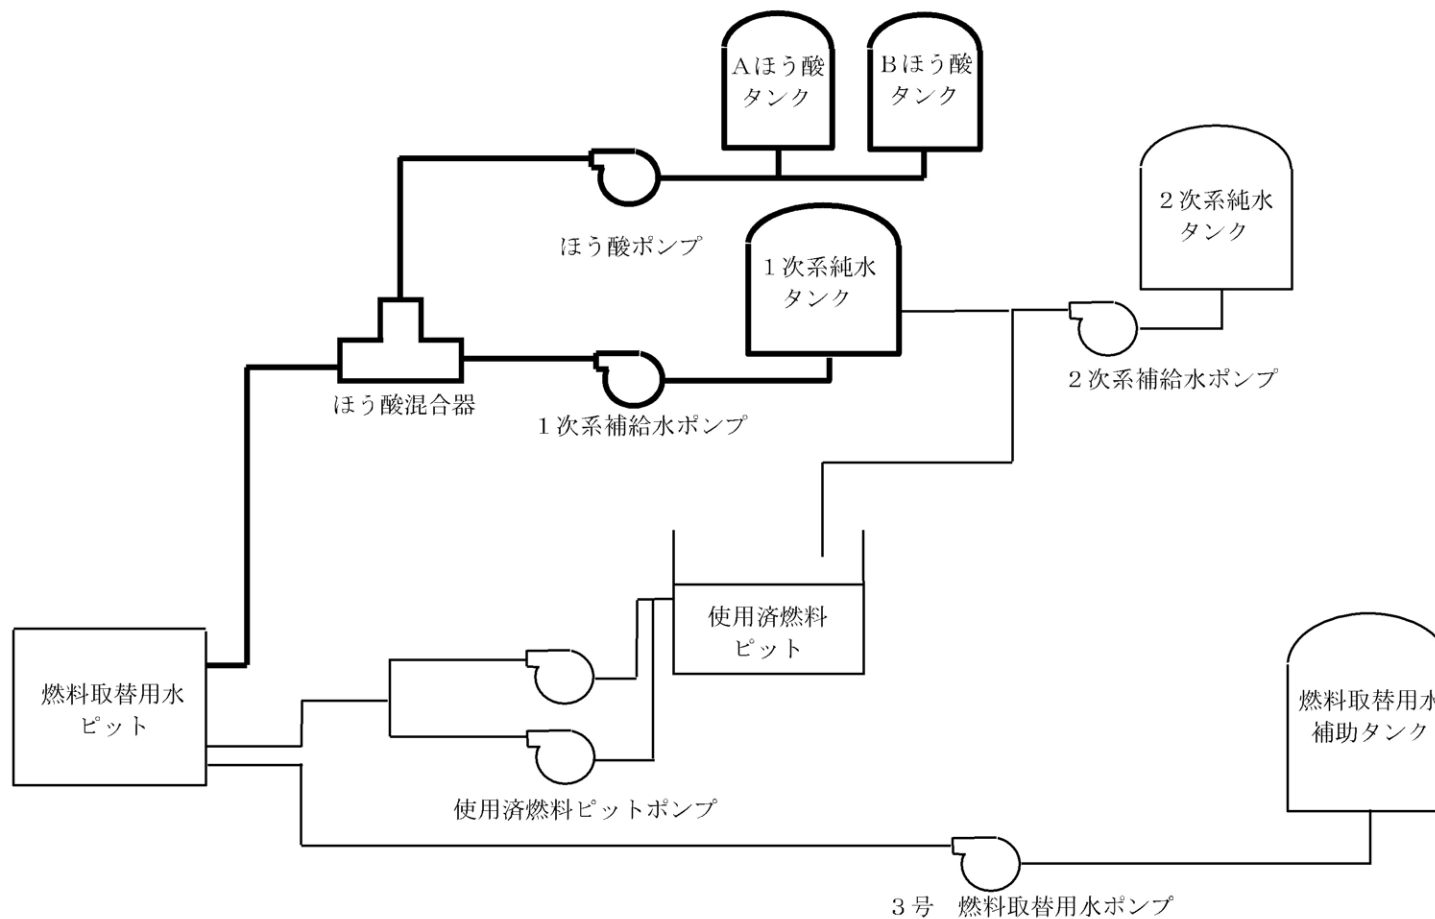 Aほう酸
タンク
Bほう酸
タンク
2次系純水
タンク
ほう酸ポンプ
1次系純水
タンク
2次系補給水ポンプ
ほう酸混合器
1次系補給水ポンプ
使用済燃料
ピット
燃料取替用水
ピット
燃料取替用水
補助タンク
使用済燃料ピットポンプ
3号 燃料取替用水ポンプ